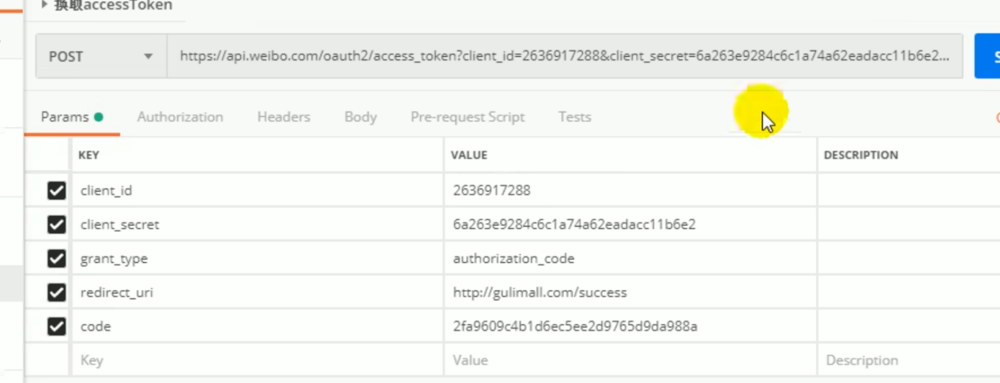 换取accessToken
POST https://api.weibo.com/oauth2/access_token?client_id=2636917288&client_secret=6a263e9284c6c1a74a62eadacc11b6e2...
Params Authorization Headers Body Pre-request Script Tests
KEY VALUE DESCRIPTION
client_id 2636917288
client_secret 6a263e9284c6c1a74a62eadacc11b6e2
grant_type authorization_code
redirect_uri http://gulimall.com/success
code 2fa9609c4b1d6ec5ee2d9765d9da988a
Key Value Description